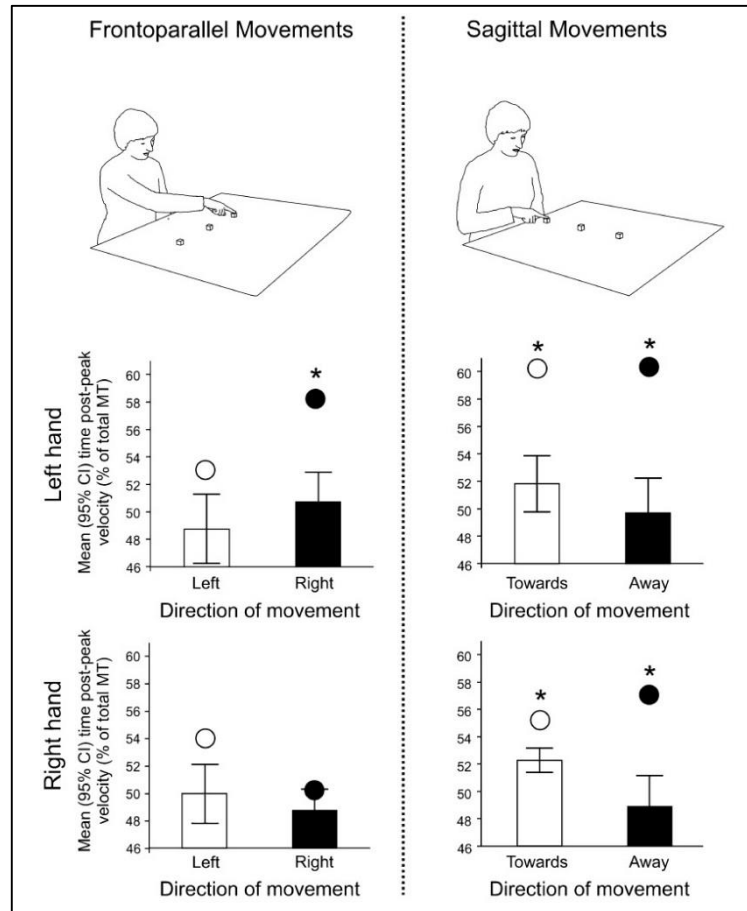 Frontoparallel Movements
Sagittal Movements
Left hand
Mean (95% CI) time post-peak
velocity (% of total MT)
60
58
56
54
52
50
48
46
*
Left
Right
Direction of movement
60
58
56
54
52
50
48
46
*
*
Towards
Away
Direction of movement
Right hand
Mean (95% CI) time post-peak
velocity (% of total MT)
60
58
56
54
52
50
48
46
Left
Right
Direction of movement
60
58
56
54
52
50
48
46
*
*
Towards
Away
Direction of movement